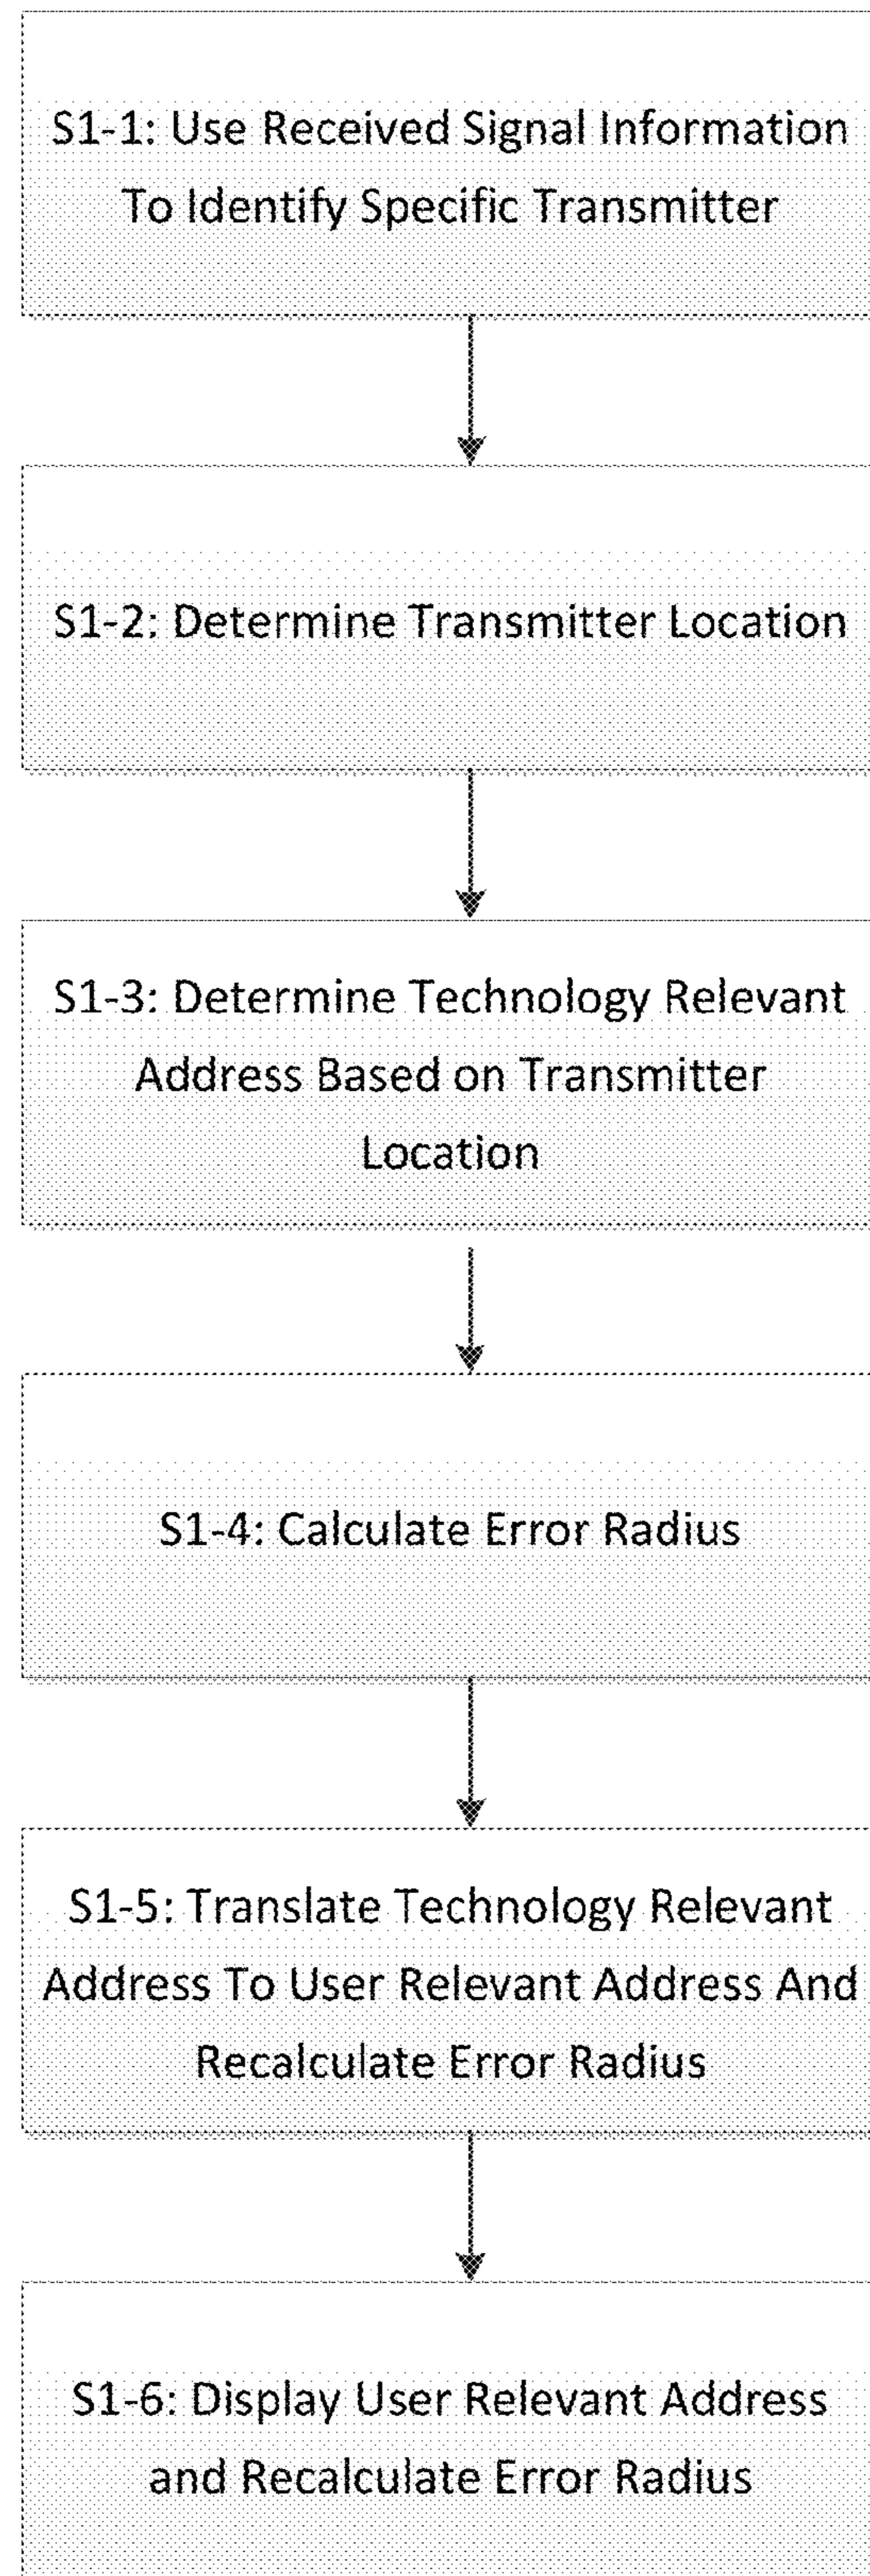 S1-1: Use Received Signal Information
To Identify Specific Transmitter
S1-2: Determine Transmitter Location
S1-3: Determine Technology Relevant
Address Based on Transmitter
Location
S1-4: Calculate Error Radius
S1-5: Translate Technology Relevant
Address To User Relevant Address And
Recalculate Error Radius
S1-6: Display User Relevant Address
and Recalculate Error Radius